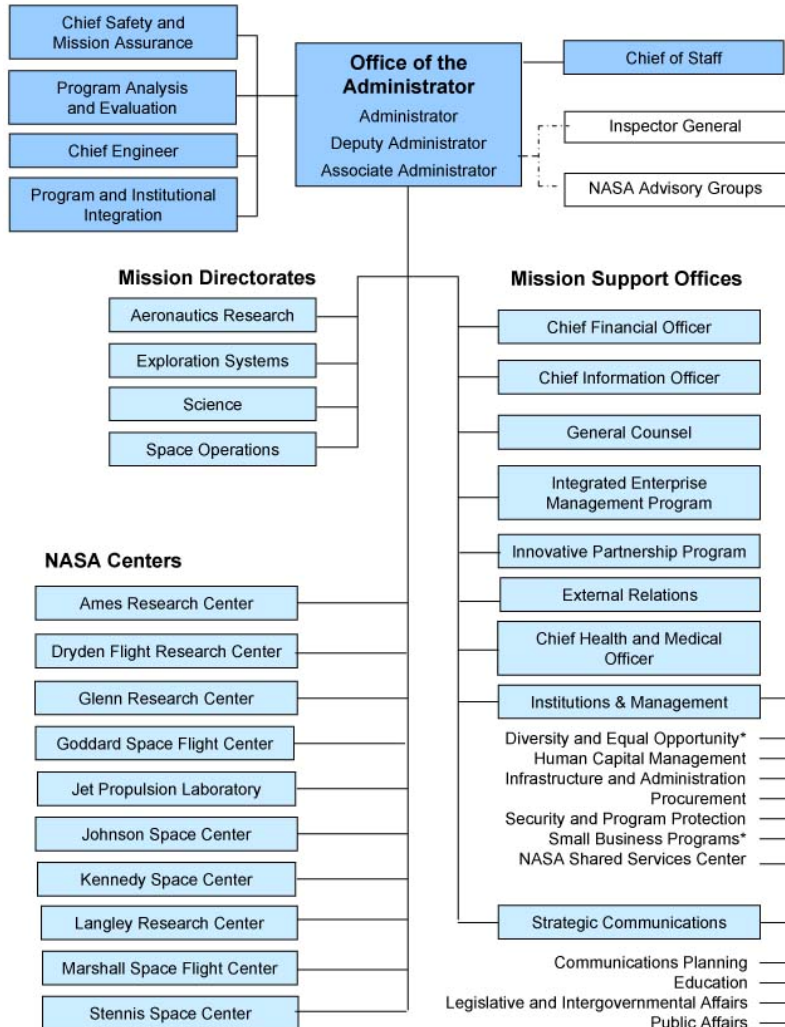 Chief Safety and
Mission Assurance
Program Analysis
and Evaluation
Chief Engineer
Program and Institutional
Integration
Office of the
Administrator
Administrator
Deputy Administrator
Associate Administrator
Chief of Staff
Inspector General
NASA Advisory Groups
Mission Directorates
Aeronautics Research
Exploration Systems
Science
Space Operations
NASA Centers
Ames Research Center
Dryden Flight Research Center
Glenn Research Center
Goddard Space Flight Center
Jet Propulsion Laboratory
Johnson Space Center
Kennedy Space Center
Langley Research Center
Marshall Space Flight Center
Stennis Space Center
Mission Support Offices
Chief Financial Officer
Chief Information Officer
General Counsel
Integrated Enterprise
Management Program
Innovative Partnership Program
External Relations
Chief Health and Medical
Officer
Institutions & Management
Diversity and Equal Opportunity*
Human Capital Management
Infrastructure and Administration
Procurement
Security and Program Protection
Small Business Programs*
NASA Shared Services Center
Strategic Communications
Communications Planning
Education
Legislative and Intergovernmental Affairs
Public Affairs